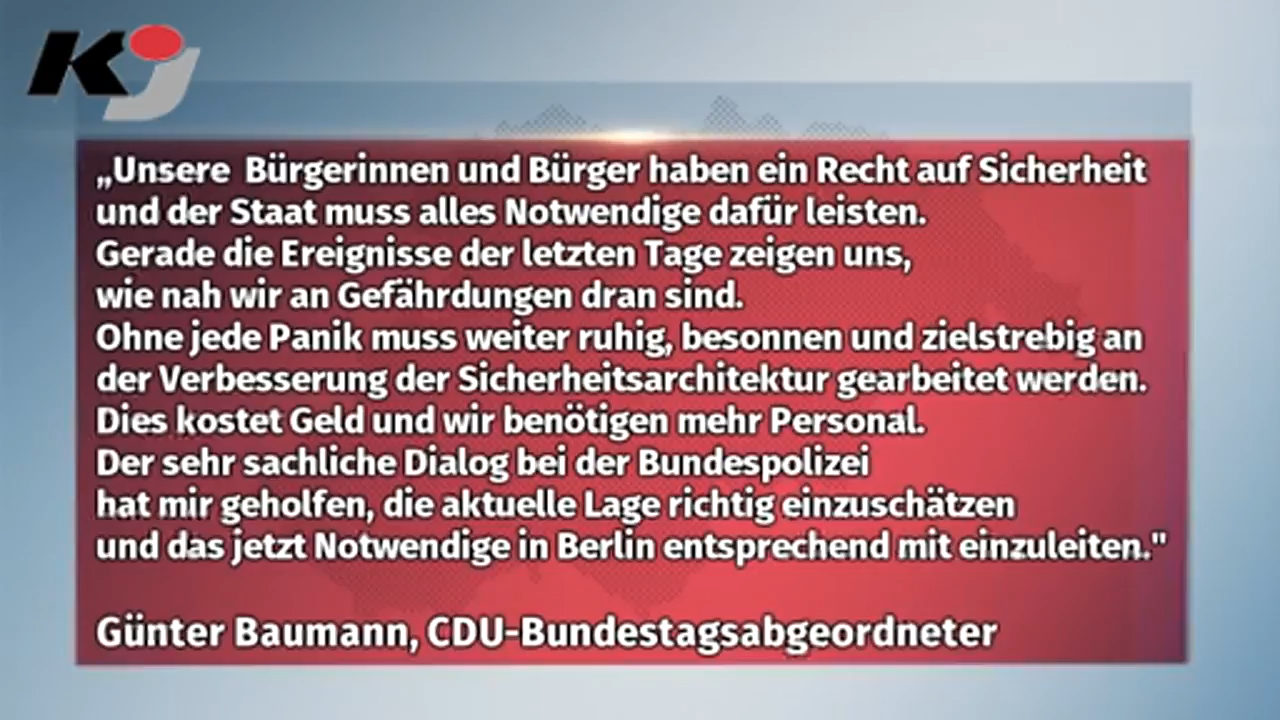 KJ
„Unsere Bürgerinnen und Bürger haben ein Recht auf Sicherheit
und der Staat muss alles Notwendige dafür leisten.
Gerade die Ereignisse der letzten Tage zeigen uns,
wie nah wir an Gefährdungen dran sind.
Ohne jede Panik muss weiter ruhig, besonnen und zielstrebig an
der Verbesserung der Sicherheitsarchitektur gearbeitet werden.
Dies kostet Geld und wir benötigen mehr Personal.
Der sehr sachliche Dialog bei der Bundespolizei
hat mir geholfen, die aktuelle Lage richtig einzuschätzen
und das jetzt Notwendige in Berlin entsprechend mit einzuleiten."
Günter Baumann, CDU-Bundestagsabgeordneter